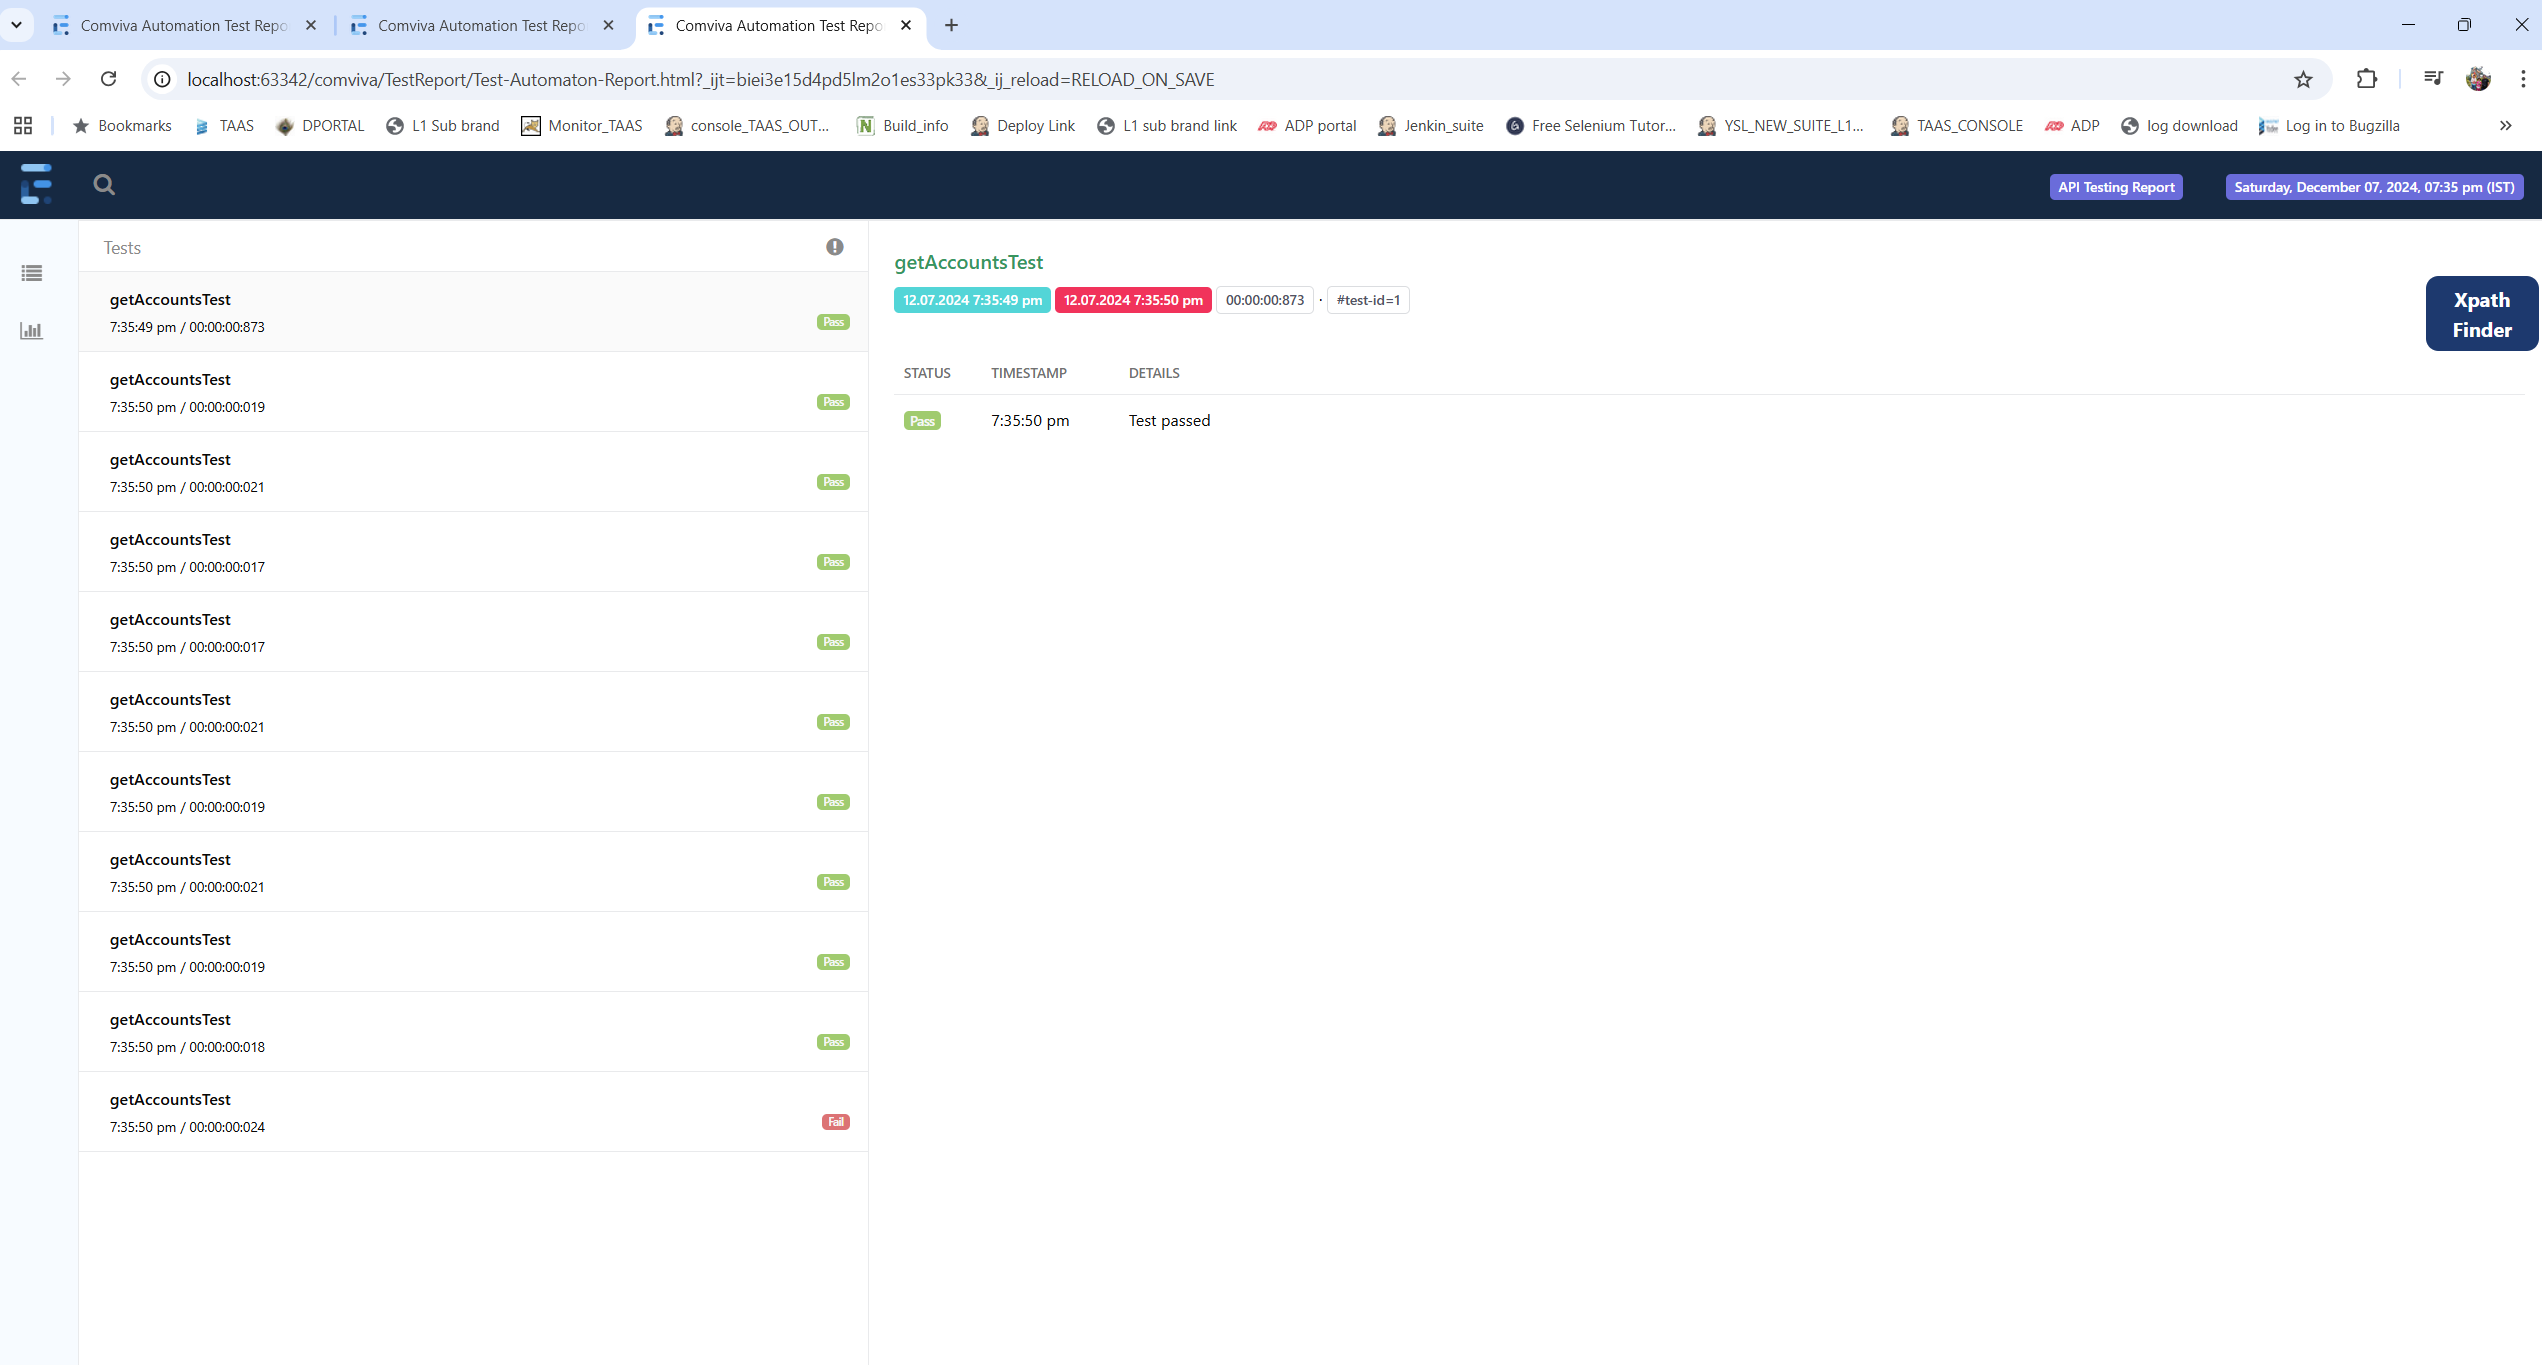 Comviva Automation Test Repo
Comviva Automation Test Repo
Comviva Automation Test Repo
localhost:63342/comviva/TestReport/Test-Automaton-Report.html?_ijt=biei3e15d4pd5lm2o1es33pk33&_ij_reload=RELOAD_ON_SAVE
Bookmarks TAAS DPORTAL L1 Sub brand Monitor_TAAS console_TAAS_OUT... Build_info Deploy Link L1 sub brand link ADP portal Jenkin_suite Free Selenium Tutor... YSL_NEW_SUITE_L1... TAAS_CONSOLE ADP log download Log in to Bugzilla
API Testing Report Saturday, December 07, 2024, 07:35 pm (IST)
Tests
getAccountsTest
7:35:49 pm / 00:00:00:873
Pass
getAccountsTest
7:35:50 pm / 00:00:00:019
Pass
getAccountsTest
7:35:50 pm / 00:00:00:021
Pass
getAccountsTest
7:35:50 pm / 00:00:00:017
Pass
getAccountsTest
7:35:50 pm / 00:00:00:017
Pass
getAccountsTest
7:35:50 pm / 00:00:00:021
Pass
getAccountsTest
7:35:50 pm / 00:00:00:019
Pass
getAccountsTest
7:35:50 pm / 00:00:00:021
Pass
getAccountsTest
7:35:50 pm / 00:00:00:019
Pass
getAccountsTest
7:35:50 pm / 00:00:00:018
Pass
getAccountsTest
7:35:50 pm / 00:00:00:024
Fail
getAccountsTest
12.07.2024 7:35:49 pm 12.07.2024 7:35:50 pm 00:00:00:873 · #test-id=1
Xpath
Finder
STATUS TIMESTAMP DETAILS
Pass 7:35:50 pm Test passed